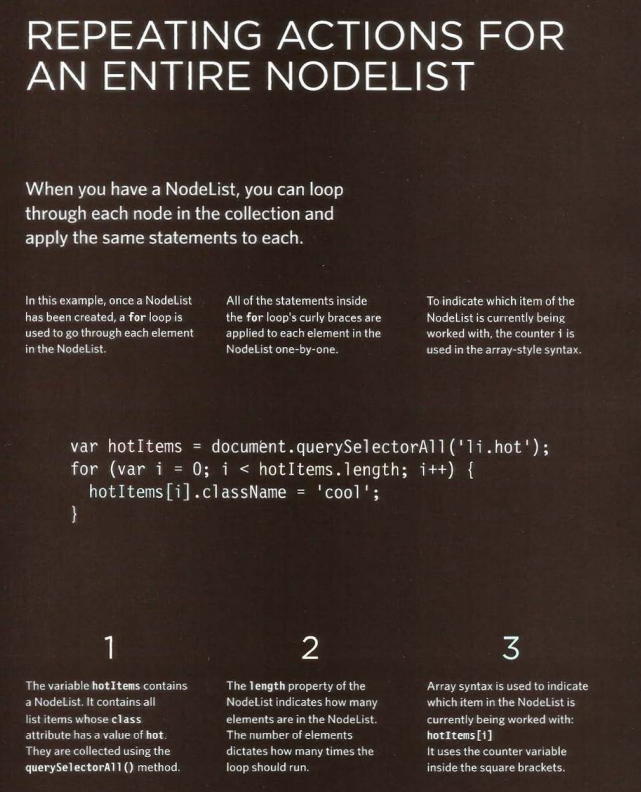 REPEATING ACTIONS FOR
AN ENTIRE NODELIST
When you have a NodeList, you can loop
through each node in the collection and
apply the same statements to each.
In this example, once a NodeList
has been created, a for loop is
used to go through each element
in the NodeList.
All of the statements inside
the for loop's curly braces are
applied to each element in the
NodeList one-by-one.
To indicate which item of the
NodeList is currently being
worked with, the counter i is
used in the array-style syntax.
var hotItems = document.querySelectorAll('li.hot');
for (var i = 0; i < hotItems.length; i++) {
  hotItems[i].className = 'cool';
}
1
The variable hotItems contains
a NodeList. It contains all
list items whose class
attribute has a value of hot.
They are collected using the
querySelectorAll() method.
2
The length property of the
NodeList indicates how many
elements are in the NodeList.
The number of elements
dictates how many times the
loop should run.
3
Array syntax is used to indicate
which item in the NodeList is
currently being worked with:
hotItems[i]
It uses the counter variable
inside the square brackets.